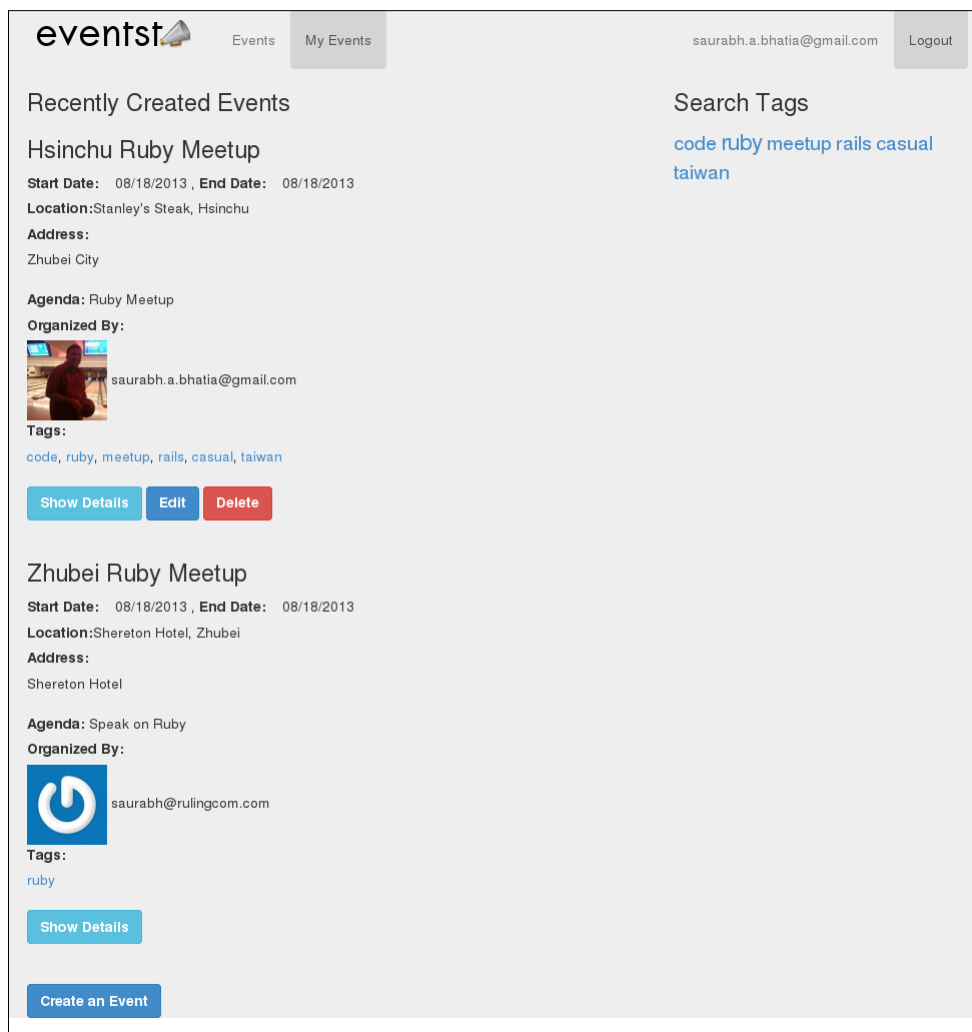 eventst
Events
My Events
saurabh.a.bhatia@gmail.com
Logout
Recently Created Events
Hsinchu Ruby Meetup
Start Date: 08/18/2013 , End Date: 08/18/2013
Location:Stanley's Steak, Hsinchu
Address:
Zhubei City
Agenda: Ruby Meetup
Organized By:
saurabh.a.bhatia@gmail.com
Tags:
code, ruby, meetup, rails, casual, taiwan
Show Details
Edit
Delete
Zhubei Ruby Meetup
Start Date: 08/18/2013 , End Date: 08/18/2013
Location:Shereton Hotel, Zhubei
Address:
Shereton Hotel
Agenda: Speak on Ruby
Organized By:
saurabh@rulingcom.com
Tags:
ruby
Show Details
Create an Event
Search Tags
code ruby meetup rails casual
taiwan